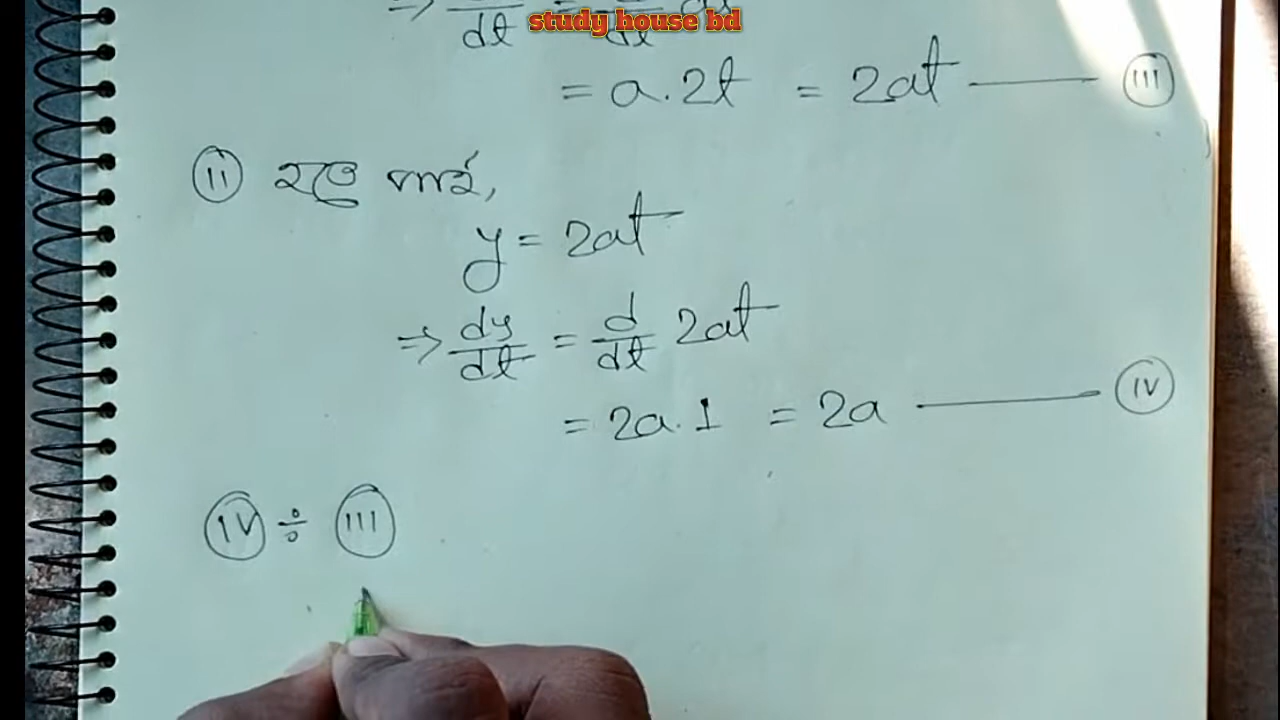 study house bd
⇒ d/dt
= a.2t = 2at —— (III)
(II) হতে পাই,
y = 2at
⇒ dy/dt = d/dt 2at
= 2a.1 = 2a —— (IV)
(IV) ÷ (III)